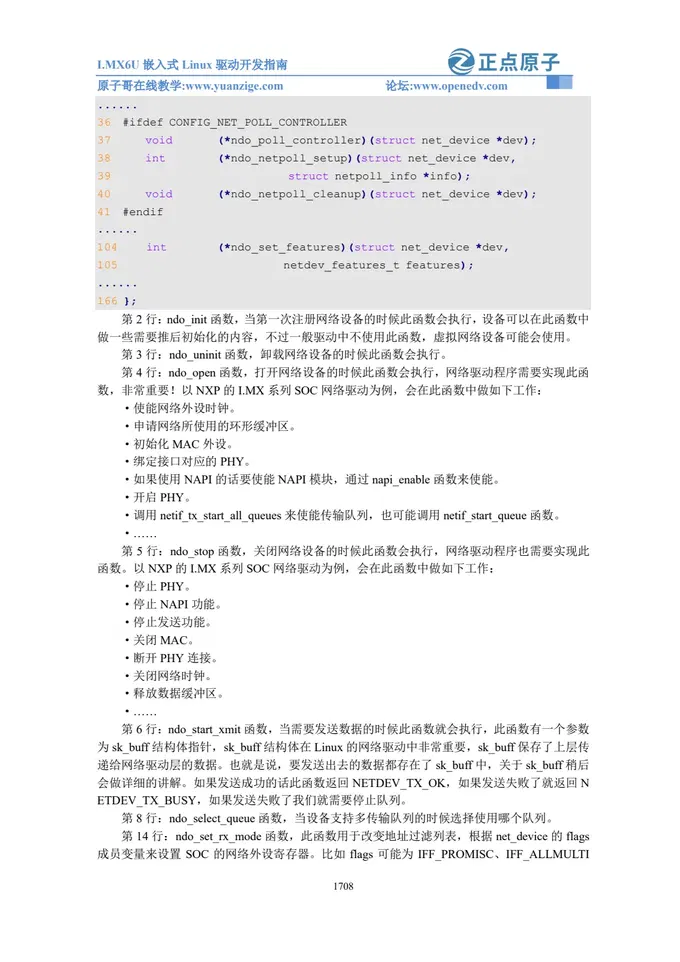 I.MX6U 嵌入式 Linux 驱动开发指南
正点原子
原子哥在线教学:www.yuanzige.com 论坛:www.openedv.com
......
36 #ifdef CONFIG_NET_POLL_CONTROLLER
37 void (*ndo_poll_controller)(struct net_device *dev);
38 int (*ndo_netpoll_setup)(struct net_device *dev,
39 struct netpoll_info *info);
40 void (*ndo_netpoll_cleanup)(struct net_device *dev);
41 #endif
......
104 int (*ndo_set_features)(struct net_device *dev,
105 netdev_features_t features);
......
166 };
第 2 行：ndo_init 函数，当第一次注册网络设备的时候此函数会执行，设备可以在此函数中
做一些需要推后初始化的内容，不过一般驱动中不使用此函数，虚拟网络设备可能会使用。
第 3 行：ndo_uninit 函数，卸载网络设备的时候此函数会执行。
第 4 行：ndo_open 函数，打开网络设备的时候此函数会执行，网络驱动程序需要实现此函
数，非常重要！以 NXP 的 I.MX 系列 SOC 网络驱动为例，会在此函数中做如下工作：
·使能网络外设时钟。
·申请网络所使用的环形缓冲区。
·初始化 MAC 外设。
·绑定接口对应的 PHY。
·如果使用 NAPI 的话要使能 NAPI 模块，通过 napi_enable 函数来使能。
·开启 PHY。
·调用 netif_tx_start_all_queues 来使能传输队列，也可能调用 netif_start_queue 函数。
·……
第 5 行：ndo_stop 函数，关闭网络设备的时候此函数会执行，网络驱动程序也需要实现此
函数。以 NXP 的 I.MX 系列 SOC 网络驱动为例，会在此函数中做如下工作：
·停止 PHY。
·停止 NAPI 功能。
·停止发送功能。
·关闭 MAC。
·断开 PHY 连接。
·关闭网络时钟。
·释放数据缓冲区。
·……
第 6 行：ndo_start_xmit 函数，当需要发送数据的时候此函数就会执行，此函数有一个参数
为 sk_buff 结构体指针，sk_buff 结构体在 Linux 的网络驱动中非常重要，sk_buff 保存了上层传
递给网络驱动层的数据。也就是说，要发送出去的数据都存在了 sk_buff 中，关于 sk_buff 稍后
会做详细的讲解。如果发送成功的话此函数返回 NETDEV_TX_OK，如果发送失败了就返回 N
ETDEV_TX_BUSY，如果发送失败了我们就需要停止队列。
第 8 行：ndo_select_queue 函数，当设备支持多传输队列的时候选择使用哪个队列。
第 14 行：ndo_set_rx_mode 函数，此函数用于改变地址过滤列表，根据 net_device 的 flags
成员变量来设置 SOC 的网络外设寄存器。比如 flags 可能为 IFF_PROMISC、IFF_ALLMULTI
1708